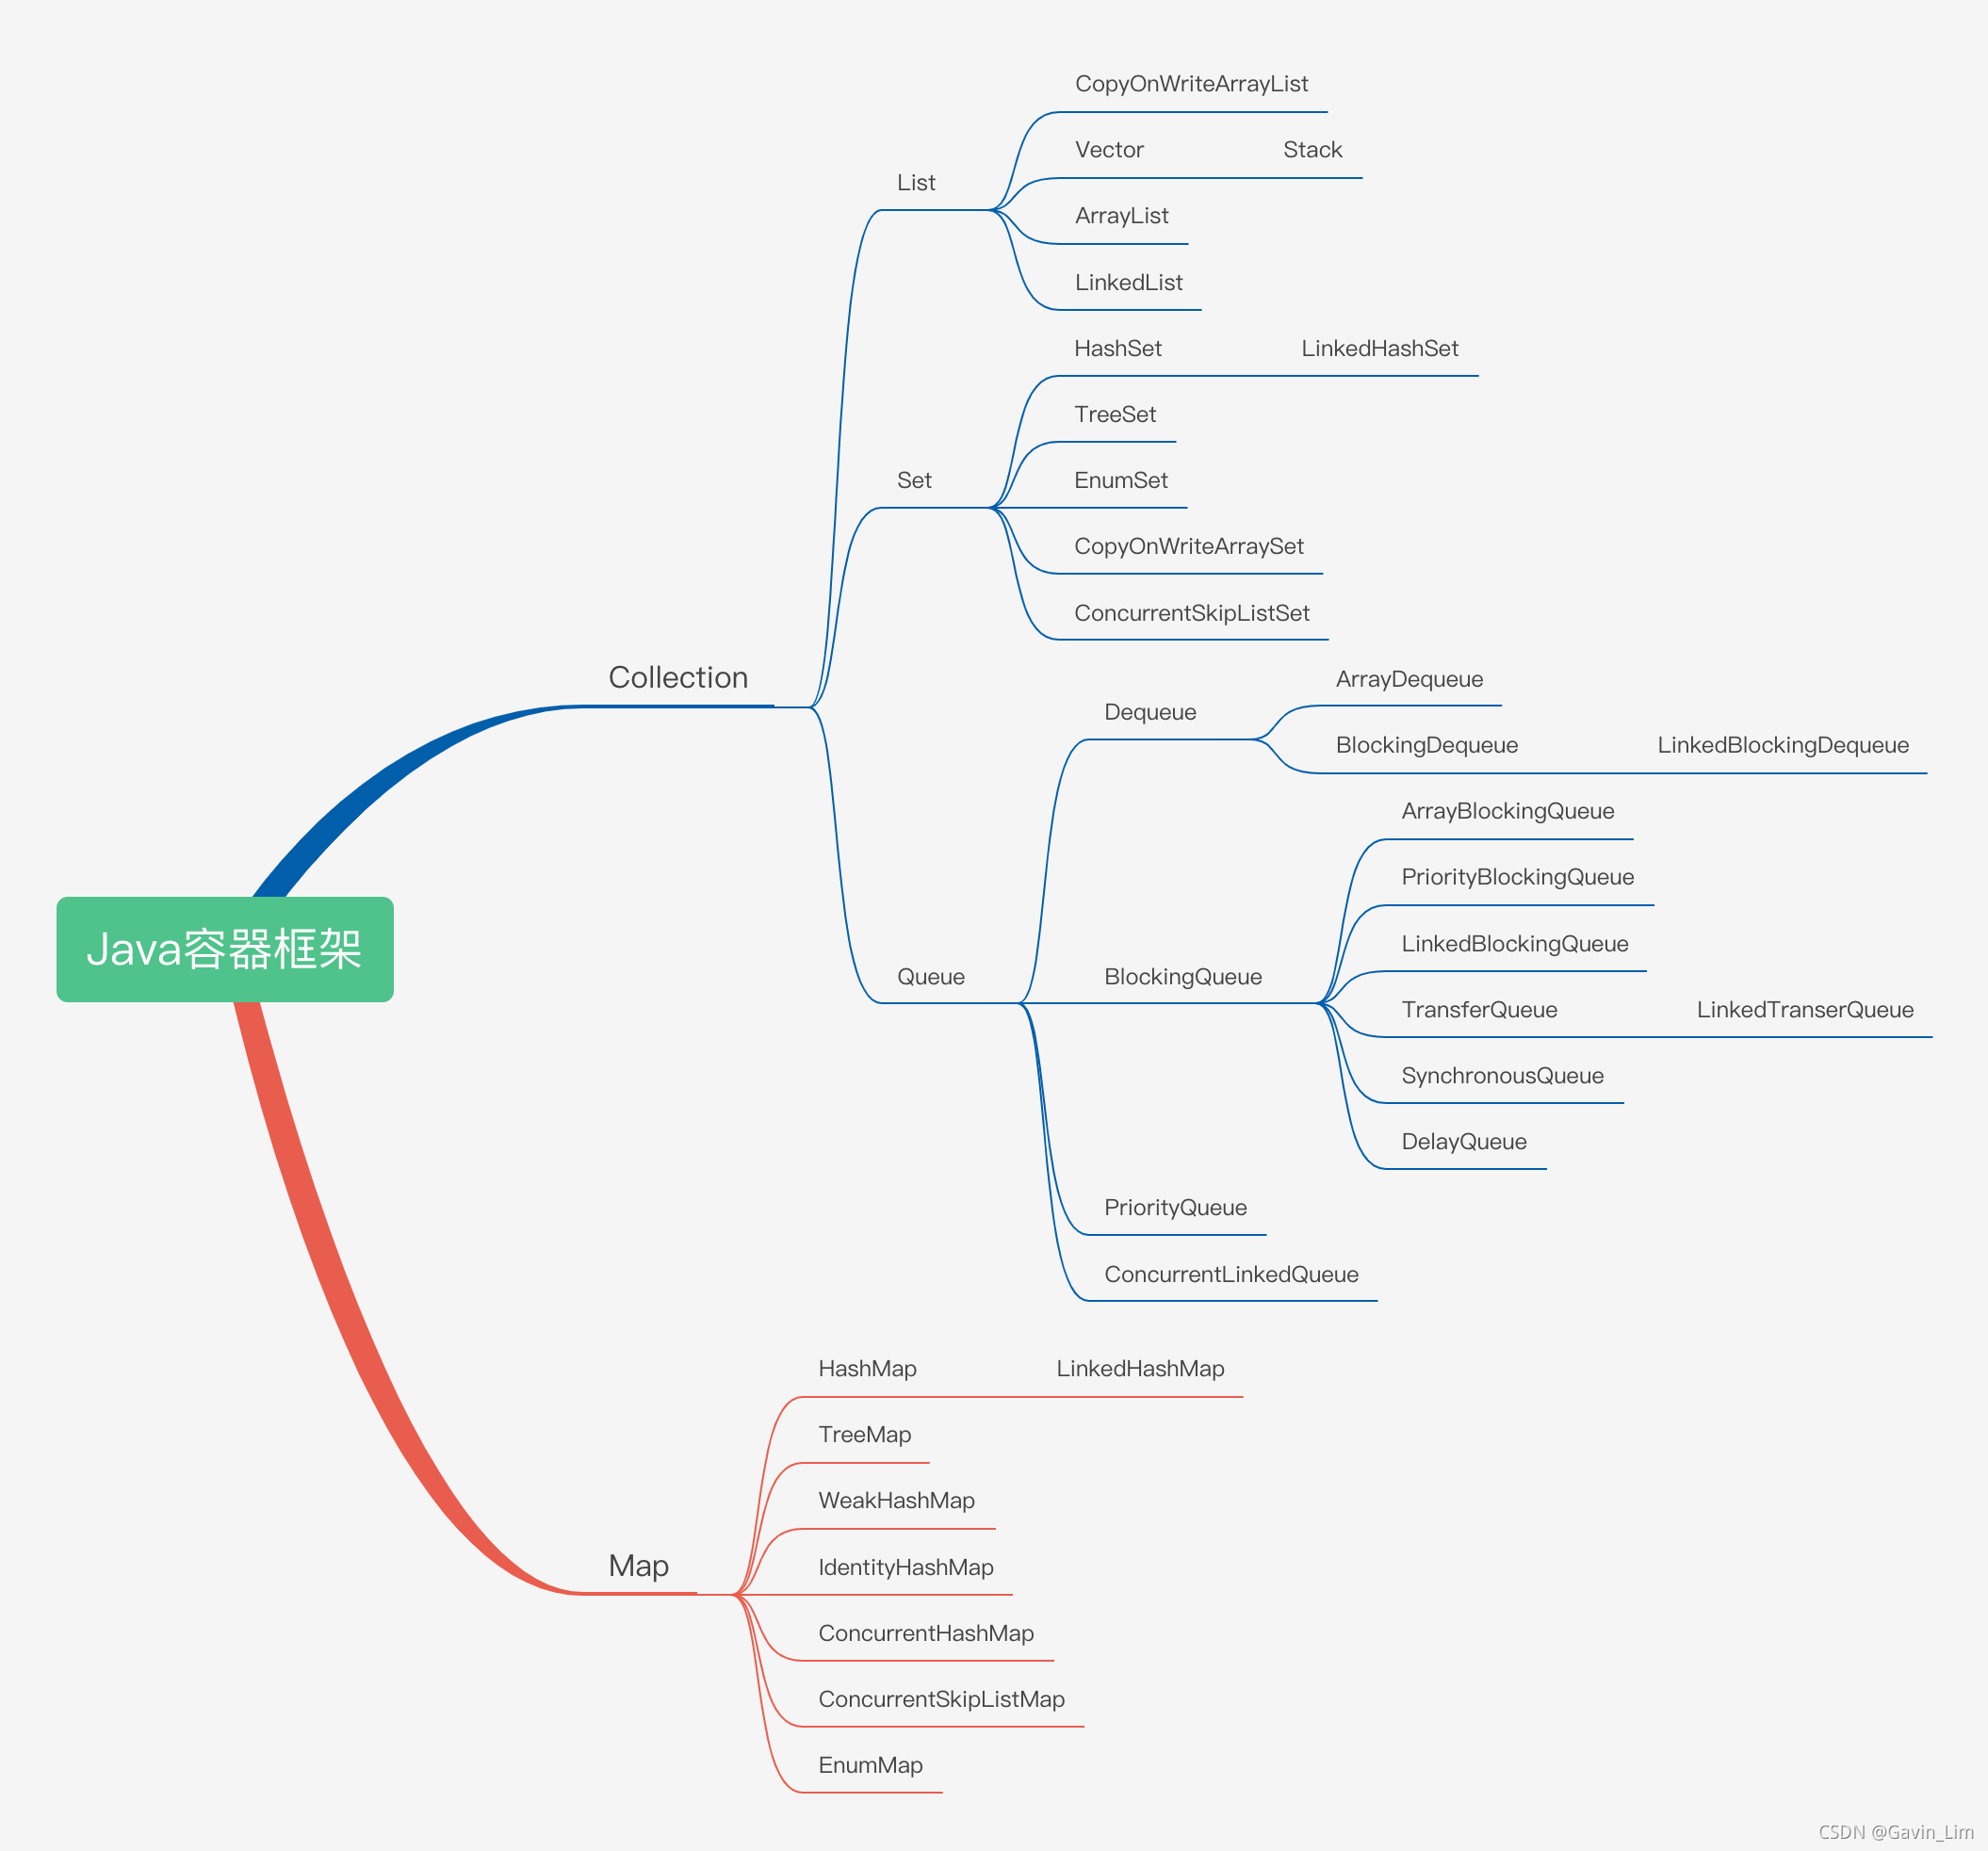 Java容器框架
Collection
List
CopyOnWriteArrayList
Vector
Stack
ArrayList
LinkedList
Set
HashSet
LinkedHashSet
TreeSet
EnumSet
CopyOnWriteArraySet
ConcurrentSkipListSet
Queue
Dequeue
ArrayDequeue
BlockingDequeue
LinkedBlockingDequeue
BlockingQueue
ArrayBlockingQueue
PriorityBlockingQueue
LinkedBlockingQueue
TransferQueue
LinkedTranserQueue
SynchronousQueue
DelayQueue
PriorityQueue
ConcurrentLinkedQueue
Map
HashMap
LinkedHashMap
TreeMap
WeakHashMap
IdentityHashMap
ConcurrentHashMap
ConcurrentSkipListMap
EnumMap
CSDN @Gavin_Lim